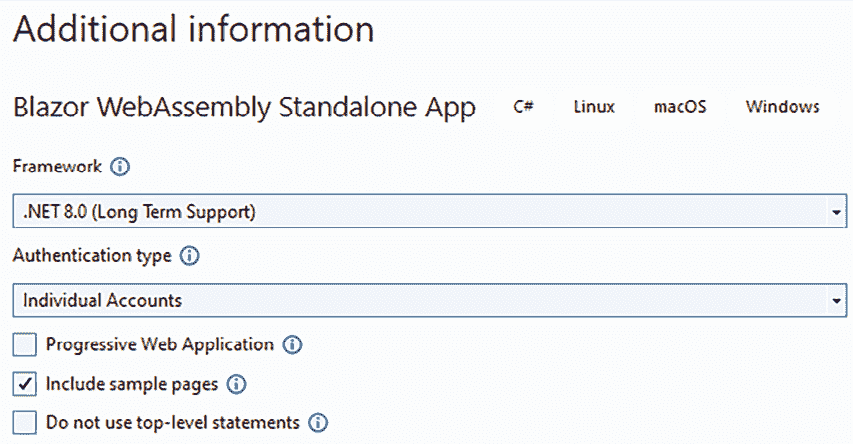 Additional information
Blazor WebAssembly Standalone App C# Linux macOS Windows
Framework
.NET 8.0 (Long Term Support)
Authentication type
Individual Accounts
Progressive Web Application
Include sample pages
Do not use top-level statements